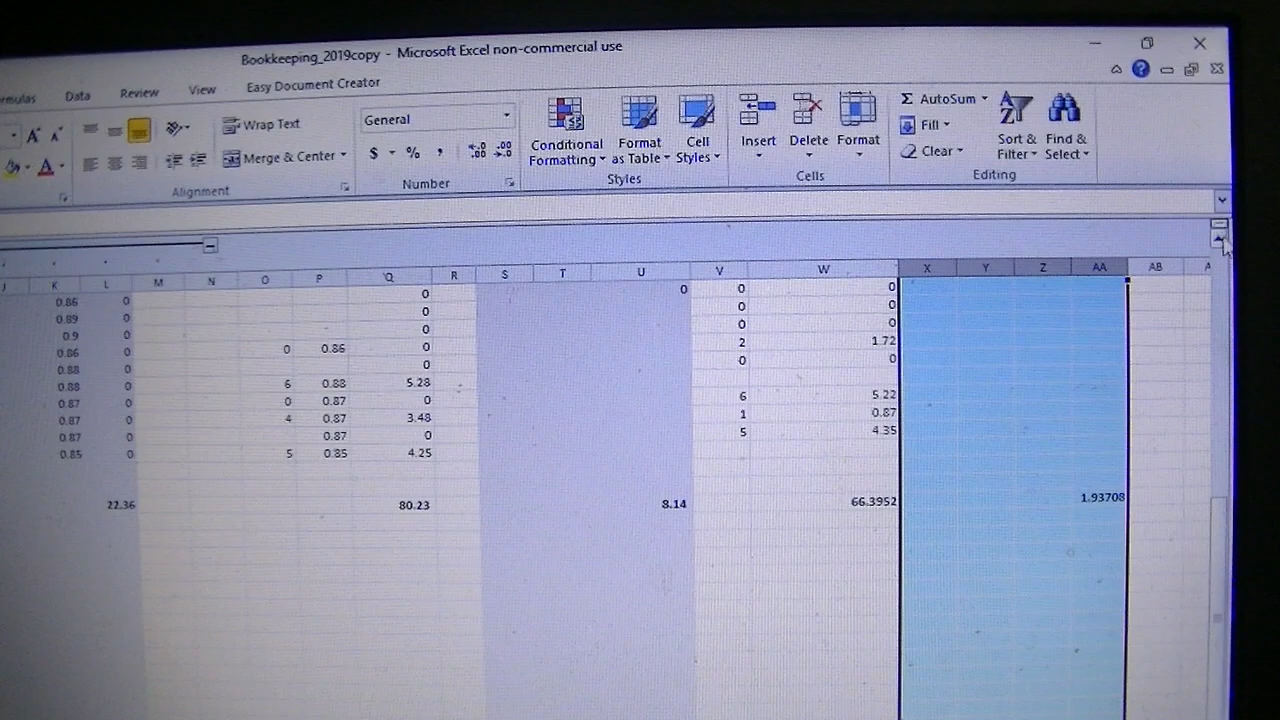 Bookkeeping_2019copy - Microsoft Excel non-commercial use
Data Review View Easy Document Creator
Wrap Text
Merge & Center
Alignment
General
$ % ,
Number
Conditional Formatting
Format as Table
Cell Styles
Styles
Insert Delete Format
Cells
Σ AutoSum
Fill
Clear
Sort & Filter
Find & Select
Editing
K L M N O P Q R S T U V W X Y Z AA AB
0.86 0 0 0 0 0
0.89 0 0 0 0
0.9 0 0 0 0
0.86 0 0 0.86 0 2 1.72
0.88 0 0 0 0
0.88 0 6 0.88 5.28
0.87 0 0 0.87 0 6 5.22
0.87 0 4 0.87 3.48 1 0.87
0.87 0 0.87 0 5 4.35
0.85 0 5 0.85 4.25
22.36 80.23 8.14 66.3952 1.93708